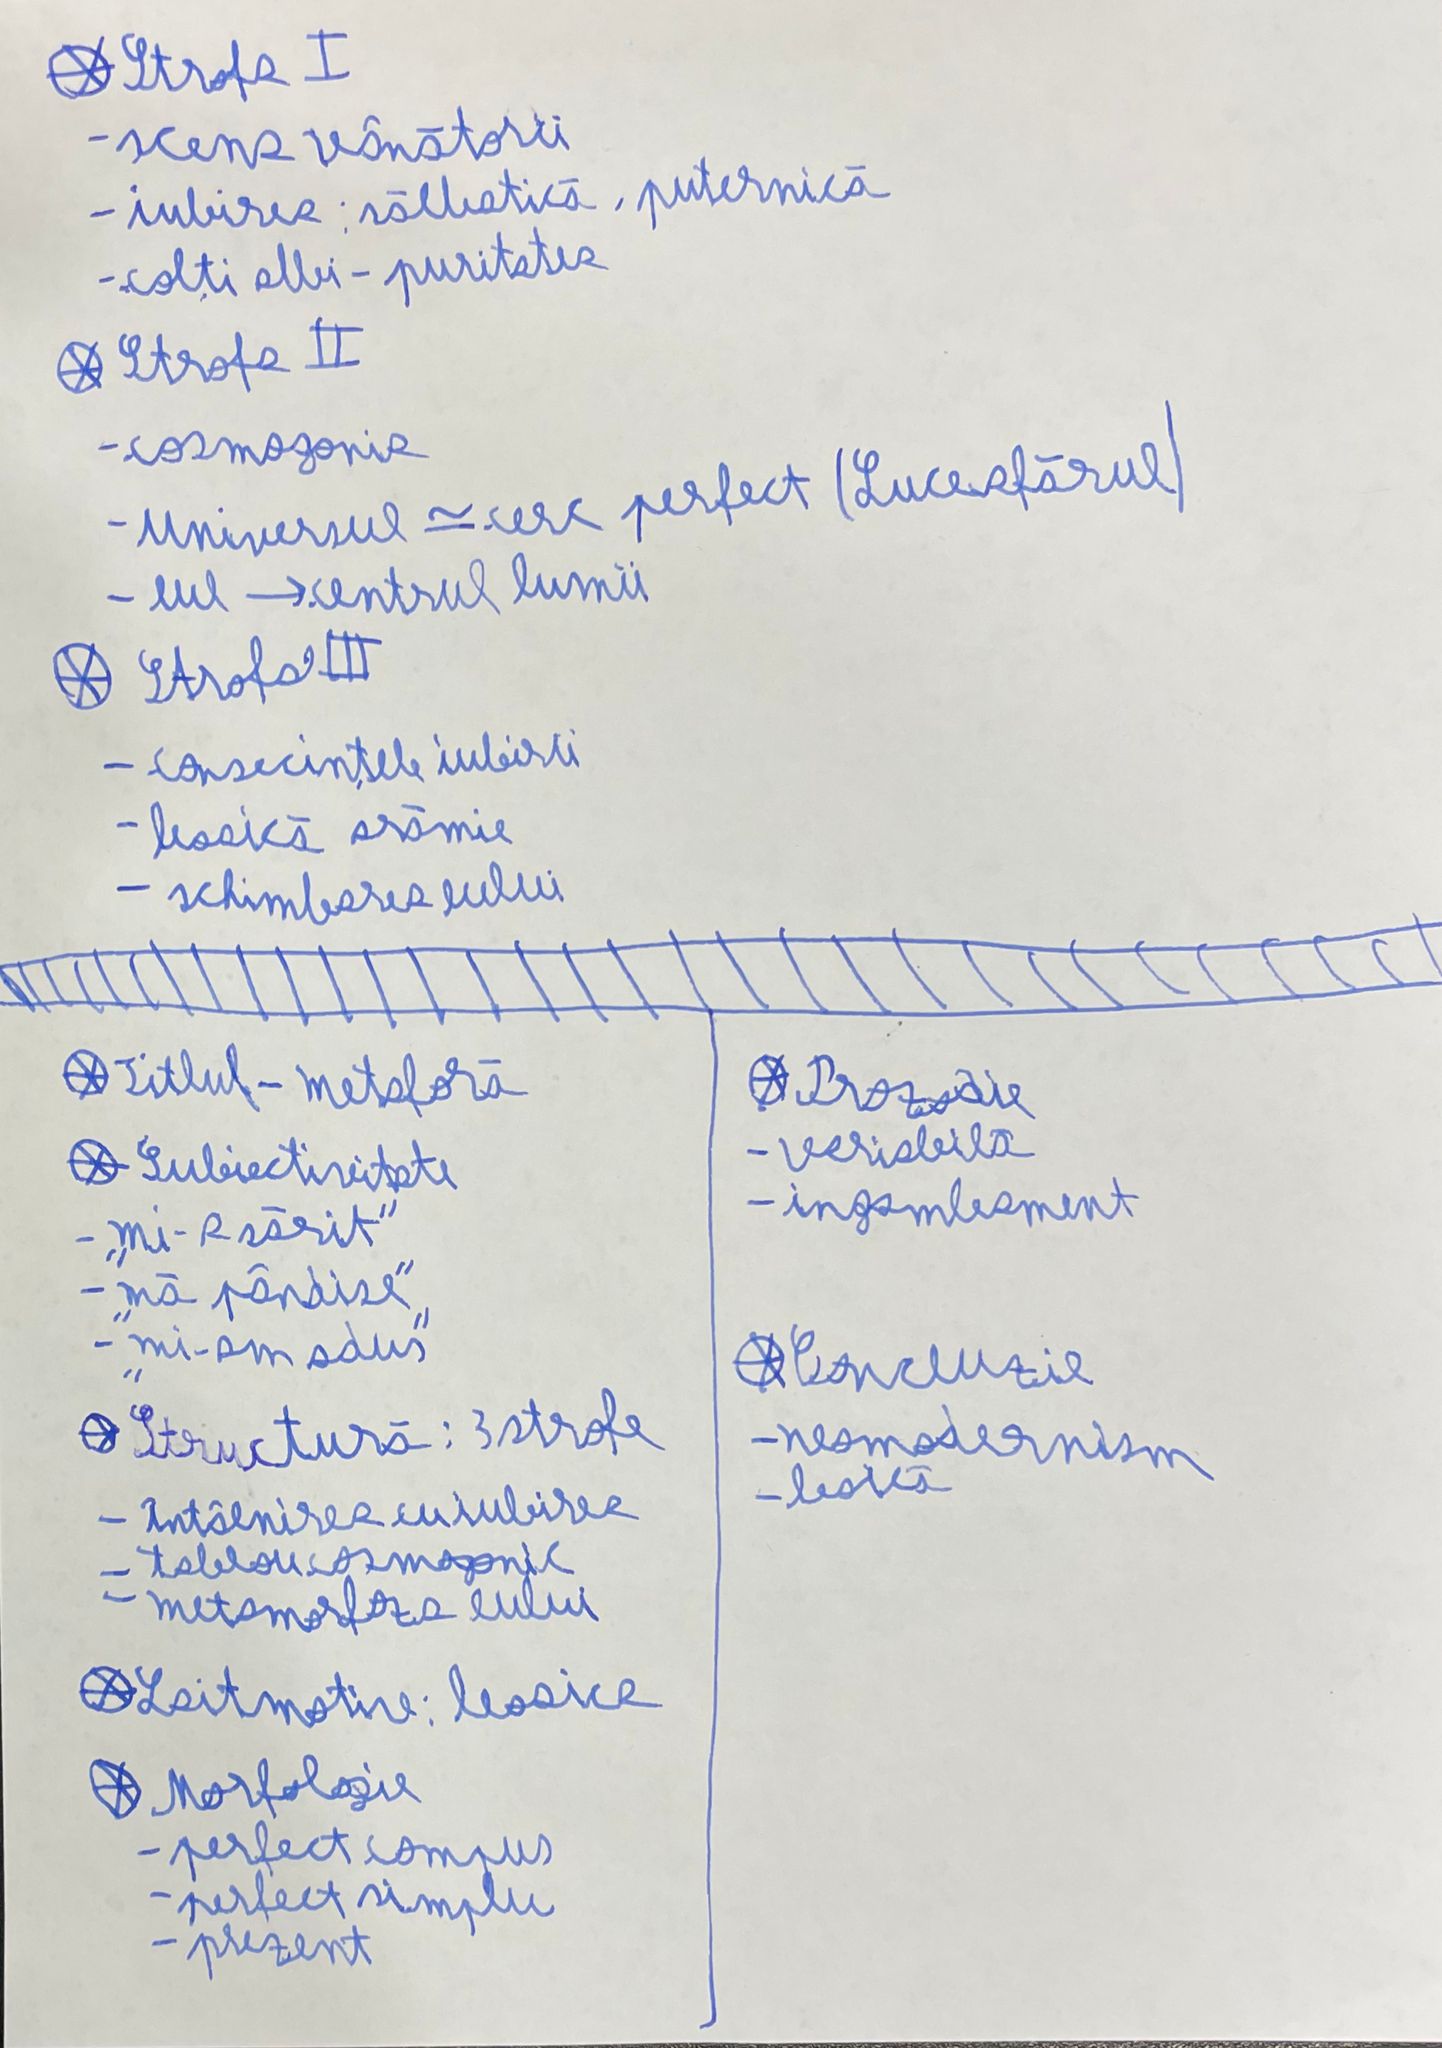 Strofa I
- scena vânătorii
- iubirea: sălbatică, puternică
- colți albi - puritatea
Strofa II
- cosmogonie
- Universul ≃ cerc perfect (Luceafărul)
- eul → centrul lumii
Strofa III
- consecințele iubirii
- leoaică arămie
- schimbarea eului
Titlul - metaforă
Subiectivitate
- „mi-a sărit”
- „mă pândise”
- „mi-am adus”
Structură: 3 strofe
- întâlnirea cu iubirea
- tablou cosmogonic
- metamorfoza eului
Laitmotive: leoaica
Morfologie
- perfect compus
- perfect simplu
- prezent
Prozodie
- variabilă
- ingambament
Concluzie
- neomodernism